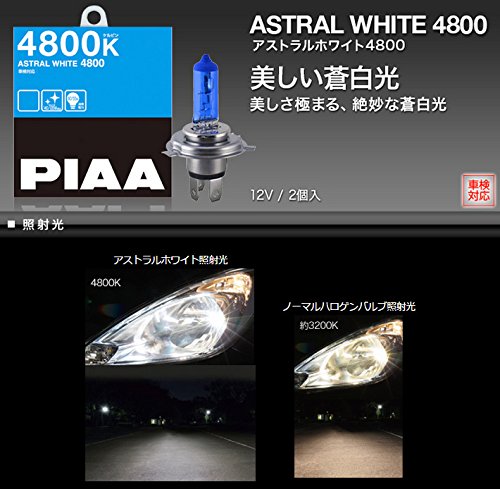 4800K
ケルビン
ASTRAL WHITE 4800
車検対応
PIAA
ASTRAL WHITE 4800
アストラルホワイト4800
美しい蒼白光
美しさ極まる、絶妙な蒼白光
12V / 2個入
車検
対応
■ 照射光
アストラルホワイト照射光
4800K
ノーマルハロゲンバルブ照射光
約3200K